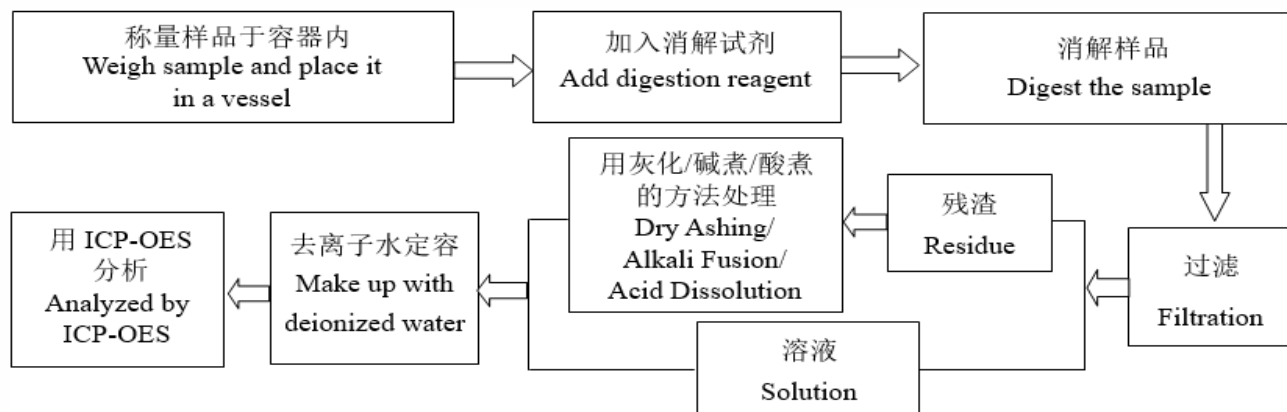 称量样品于容器内
Weigh sample and place it
in a vessel
加入消解试剂
Add digestion reagent
消解样品
Digest the sample
过滤
Filtration
残渣
Residue
用灰化/碱煮/酸煮
的方法处理
Dry Ashing/
Alkali Fusion/
Acid Dissolution
溶液
Solution
去离子水定容
Make up with
deionized water
用 ICP-OES
分析
Analyzed by
ICP-OES